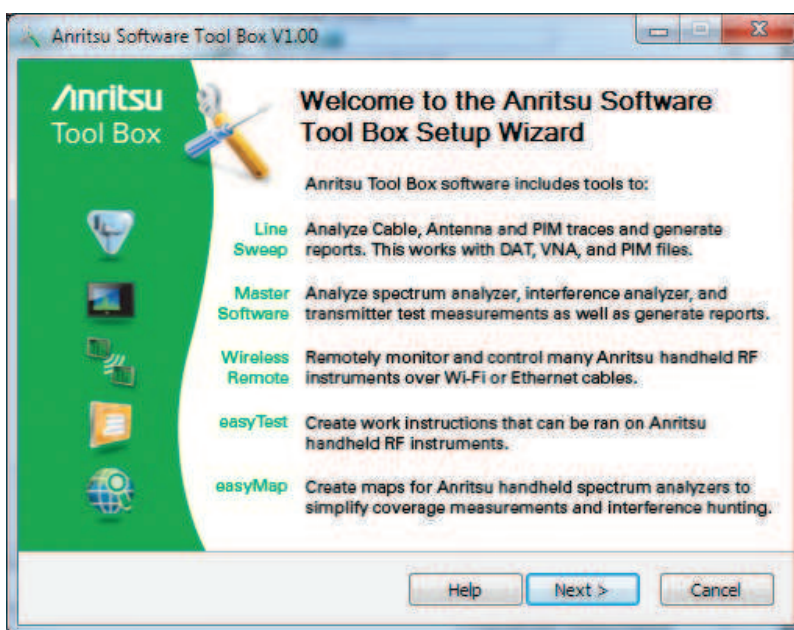 Anritsu Software Tool Box V1.00
Anritsu
Tool Box
Welcome to the Anritsu Software
Tool Box Setup Wizard
Anritsu Tool Box software includes tools to:
Line
Sweep
Analyze Cable, Antenna and PIM traces and generate
reports. This works with DAT, VNA, and PIM files.
Master
Software
Analyze spectrum analyzer, interference analyzer, and
transmitter test measurements as well as generate reports.
Wireless
Remote
Remotely monitor and control many Anritsu handheld RF
instruments over Wi-Fi or Ethernet cables.
easyTest
Create work instructions that can be ran on Anritsu
handheld RF instruments.
easyMap
Create maps for Anritsu handheld spectrum analyzers to
simplify coverage measurements and interference hunting.
Help
Next >
Cancel